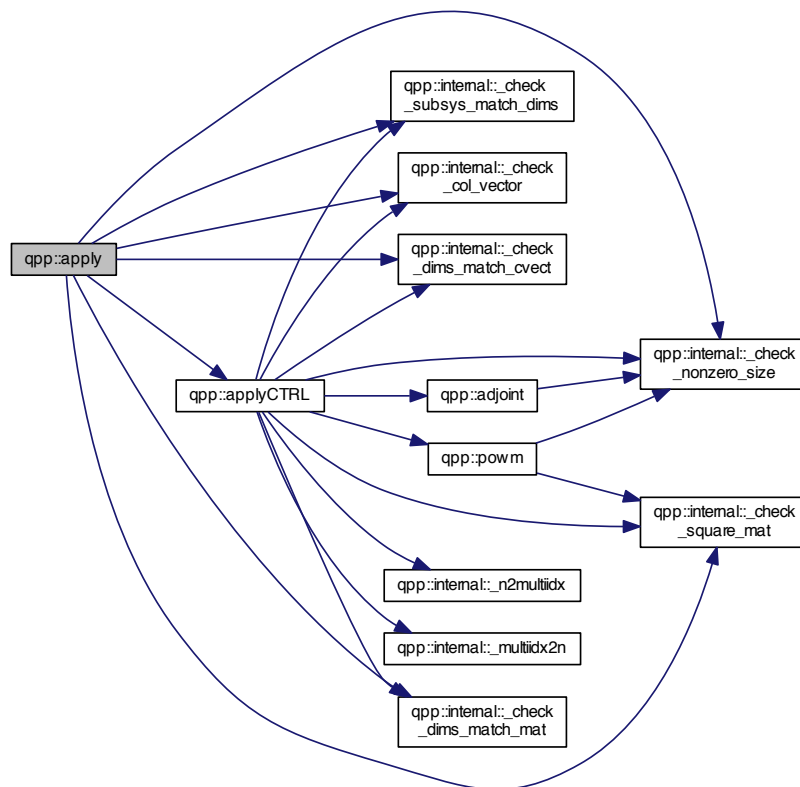 qpp::internal::_check
_subsys_match_dims
qpp::internal::_check
_col_vector
qpp::internal::_check
_dims_match_cvect
qpp::apply
qpp::internal::_check
_nonzero_size
qpp::applyCTRL
qpp::adjoint
qpp::powm
qpp::internal::_check
_square_mat
qpp::internal::_n2multiidx
qpp::internal::_multiidx2n
qpp::internal::_check
_dims_match_mat